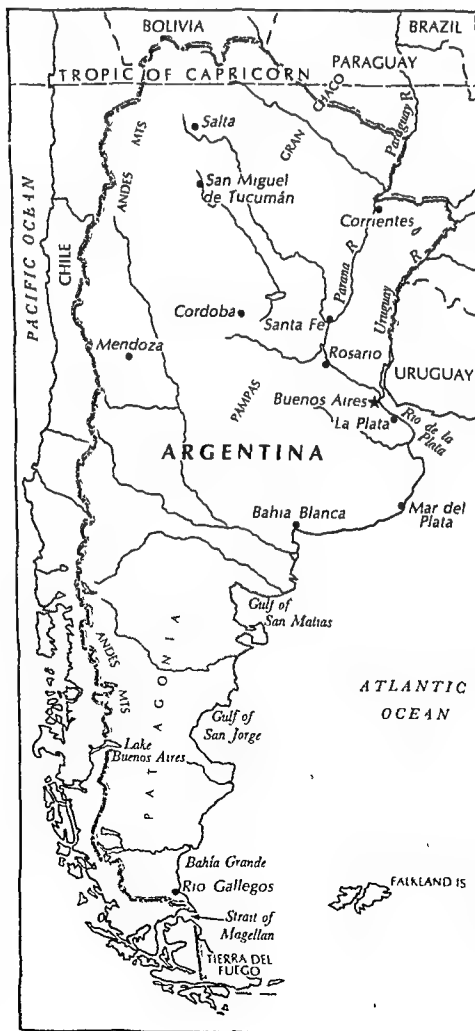 BOLIVIA
BRAZIL
PARAGUAY
TROPIC OF CAPRICORN
CHACO
GRAN
Paraguay R
MTS
ANDES
Salta
San Miguel
de Tucumán
Corrientes
PACIFIC OCEAN
CHILE
Parana R
Uruguay R
Cordoba
Santa Fe
Mendoza
Rosario
URUGUAY
PAMPAS
Buenos Aires
La Plata
Rio de la
Plata
ARGENTINA
Bahia Blanca
Mar del
Plata
Gulf of
San Matias
ANDES
MTS
PATAGONIA
ATLANTIC
OCEAN
Gulf of
San Jorge
Lake
Buenos Aires
Bahía Grande
Rio Gallegos
FALKLAND IS
Strait of
Magellan
TIERRA DEL
FUEGO